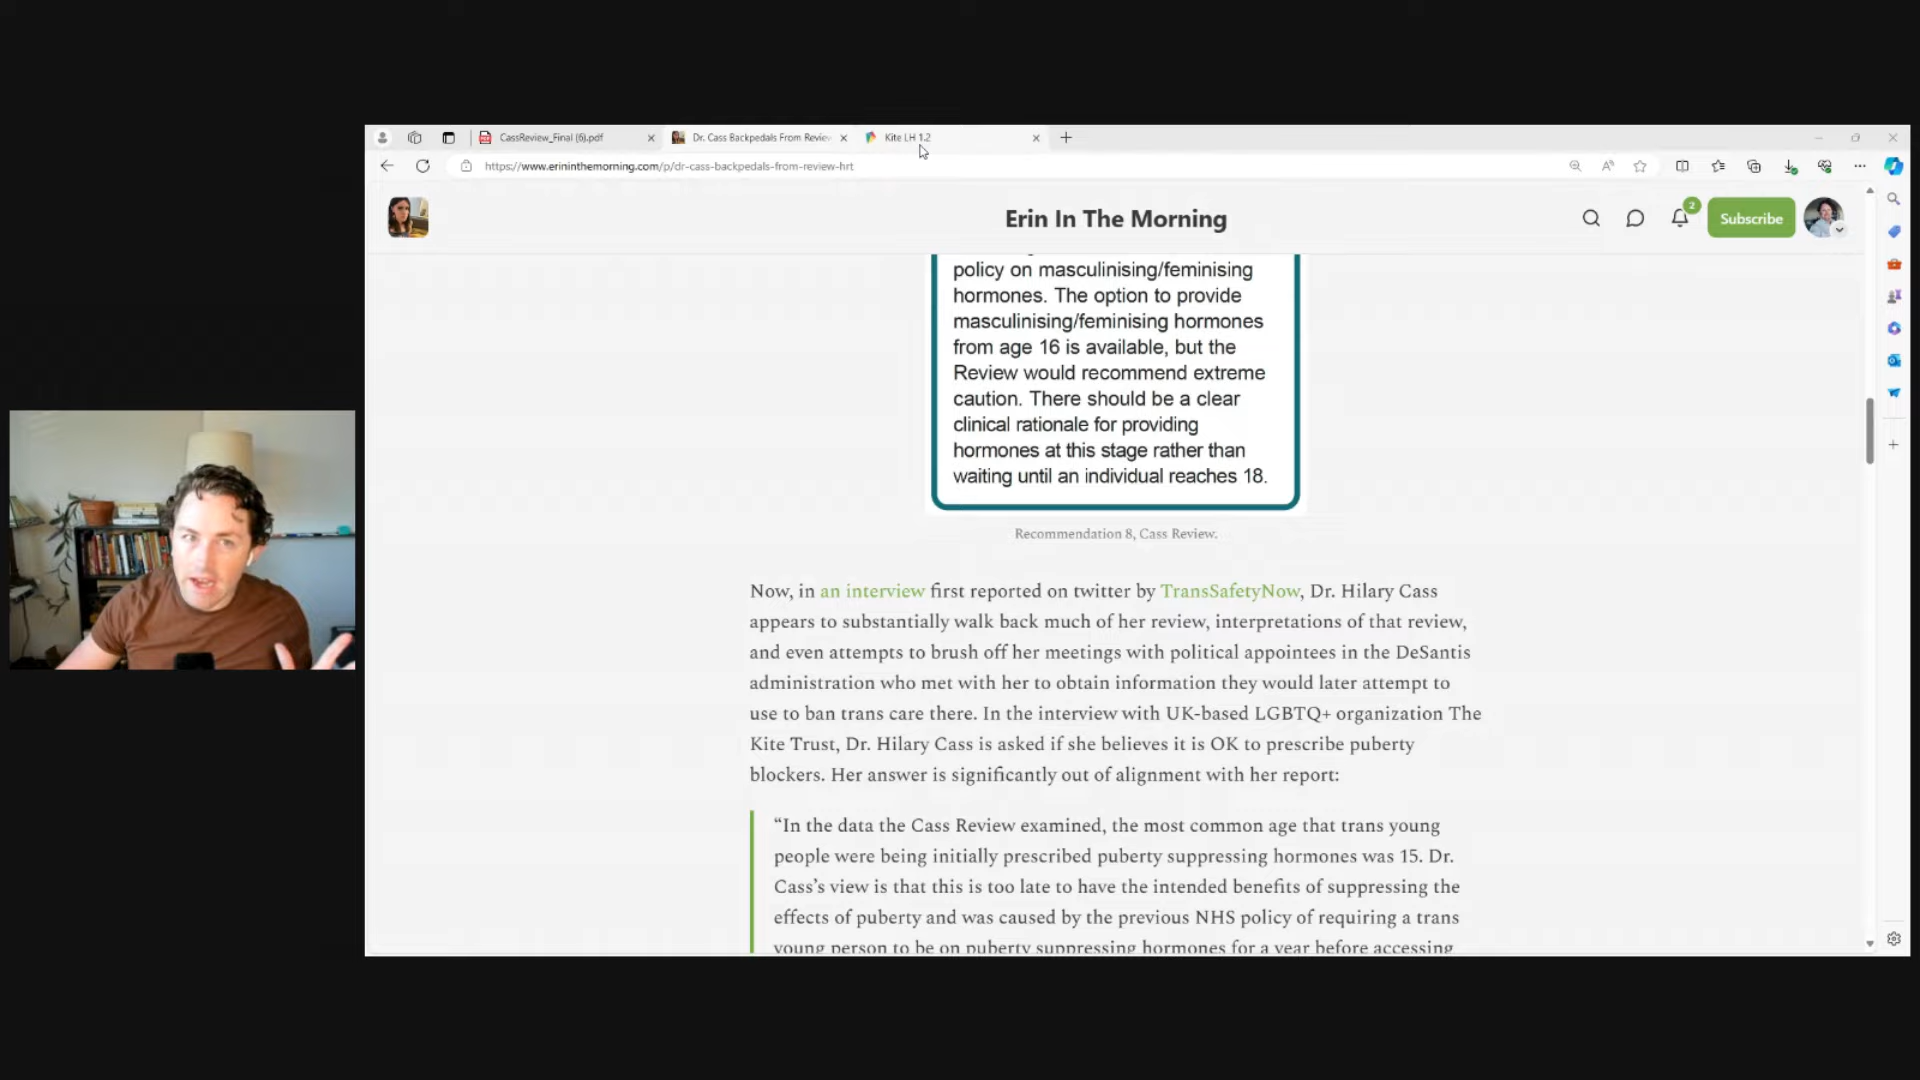 CassReview_Final (6).pdf
Dr. Cass Backpedals From Review
Kite LH 1.2
https://www.erininthemorning.com/p/dr-cass-backpedals-from-review-hrt
Erin In The Morning
2
Subscribe
policy on masculinising/feminising
hormones. The option to provide
masculinising/feminising hormones
from age 16 is available, but the
Review would recommend extreme
caution. There should be a clear
clinical rationale for providing
hormones at this stage rather than
waiting until an individual reaches 18.
Recommendation 8, Cass Review.
Now, in an interview first reported on twitter by TransSafetyNow, Dr. Hilary Cass
appears to substantially walk back much of her review, interpretations of that review,
and even attempts to brush off her meetings with political appointees in the DeSantis
administration who met with her to obtain information they would later attempt to
use to ban trans care there. In the interview with UK-based LGBTQ+ organization The
Kite Trust, Dr. Hilary Cass is asked if she believes it is OK to prescribe puberty
blockers. Her answer is significantly out of alignment with her report:
“In the data the Cass Review examined, the most common age that trans young
people were being initially prescribed puberty suppressing hormones was 15. Dr.
Cass’s view is that this is too late to have the intended benefits of suppressing the
effects of puberty and was caused by the previous NHS policy of requiring a trans
young person to be on puberty suppressing hormones for a year before accessing